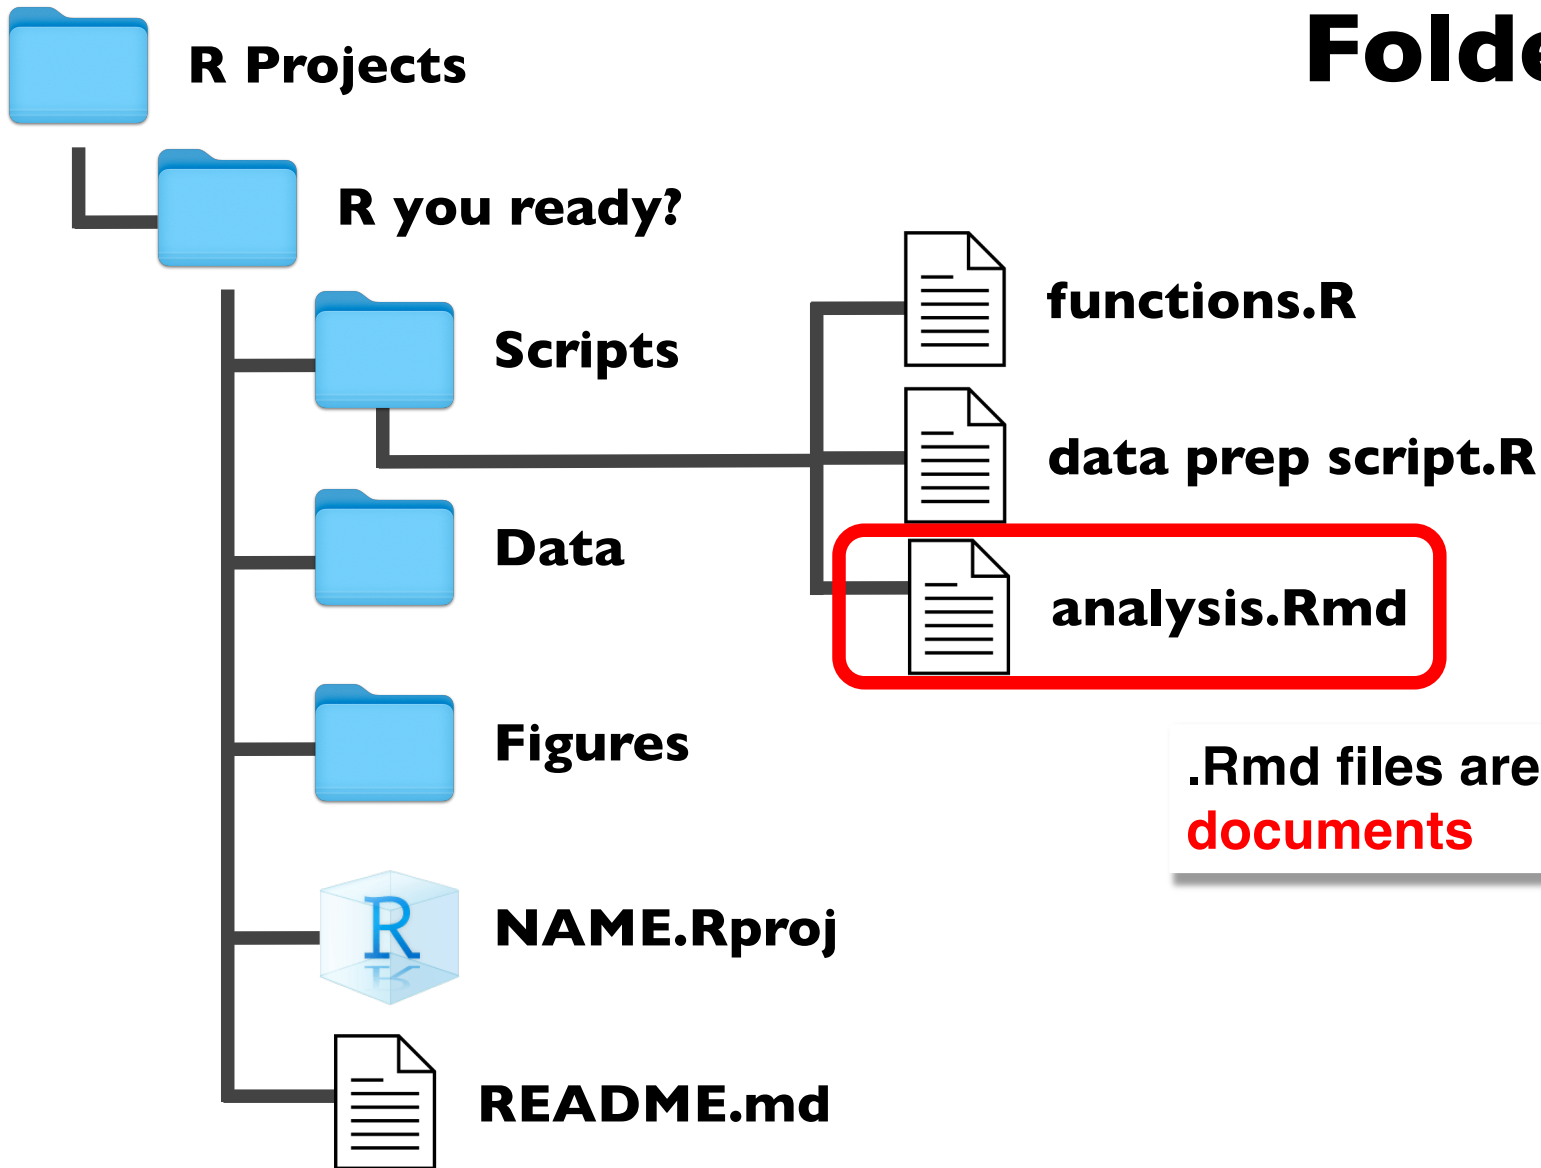 Folde
R Projects
R you ready?
Scripts
functions.R
data prep script.R
analysis.Rmd
Data
Figures
.Rmd files are
documents
R
NAME.Rproj
README.md